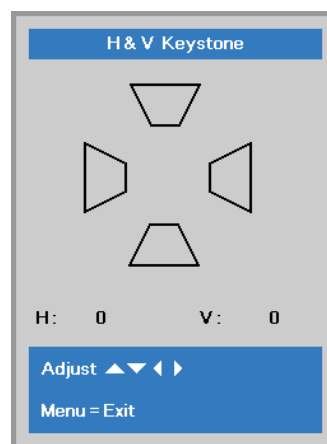 H & V Keystone
H: 0 V: 0
Adjust ▲▼◀▶
Menu = Exit